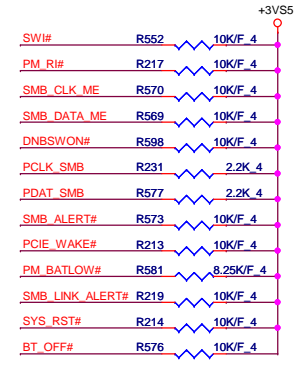 +3VS5
SWI# R552 10K/F_4
PM_RI# R217 10K/F_4
SMB_CLK_ME R570 10K/F_4
SMB_DATA_ME R569 10K/F_4
DNBSWON# R598 10K/F_4
PCLK_SMB R231 2.2K_4
PDAT_SMB R577 2.2K_4
SMB_ALERT# R573 10K/F_4
PCIE_WAKE# R213 10K/F_4
PM_BATLOW# R581 8.25K/F_4
SMB_LINK_ALERT# R219 10K/F_4
SYS_RST# R214 10K/F_4
BT_OFF# R576 10K/F_4